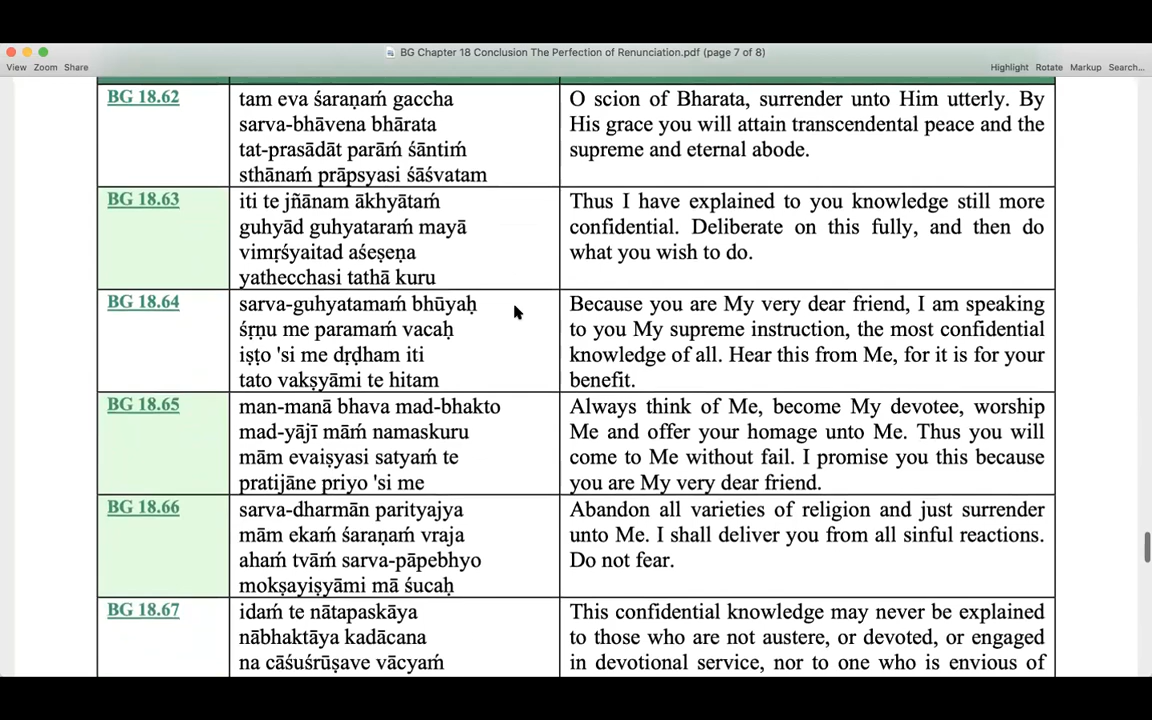 BG Chapter 18 Conclusion The Perfection of Renunciation.pdf (page 7 of 8)
View Zoom Share Highlight Rotate Markup Search...
BG 18.62
tam eva śaraṇaṁ gaccha
sarva-bhāvena bhārata
tat-prasādāt parāṁ śāntiṁ
sthānaṁ prāpsyasi śāśvatam
O scion of Bharata, surrender unto Him utterly. By
His grace you will attain transcendental peace and the
supreme and eternal abode.
BG 18.63
iti te jñānam ākhyātaṁ
guhyād guhyataraṁ mayā
vimṛśyaitad aśeṣeṇa
yathecchasi tathā kuru
Thus I have explained to you knowledge still more
confidential. Deliberate on this fully, and then do
what you wish to do.
BG 18.64
sarva-guhyatamaṁ bhūyaḥ
śṛṇu me paramaṁ vacaḥ
iṣṭo 'si me dṛḍham iti
tato vakṣyāmi te hitam
Because you are My very dear friend, I am speaking
to you My supreme instruction, the most confidential
knowledge of all. Hear this from Me, for it is for your
benefit.
BG 18.65
man-manā bhava mad-bhakto
mad-yājī māṁ namaskuru
mām evaiṣyasi satyaṁ te
pratijāne priyo 'si me
Always think of Me, become My devotee, worship
Me and offer your homage unto Me. Thus you will
come to Me without fail. I promise you this because
you are My very dear friend.
BG 18.66
sarva-dharmān parityajya
mām ekaṁ śaraṇaṁ vraja
ahaṁ tvāṁ sarva-pāpebhyo
mokṣayiṣyāmi mā śucaḥ
Abandon all varieties of religion and just surrender
unto Me. I shall deliver you from all sinful reactions.
Do not fear.
BG 18.67
idaṁ te nātapaskāya
nābhaktāya kadācana
na cāśuśrūṣave vācyaṁ
This confidential knowledge may never be explained
to those who are not austere, or devoted, or engaged
in devotional service, nor to one who is envious of